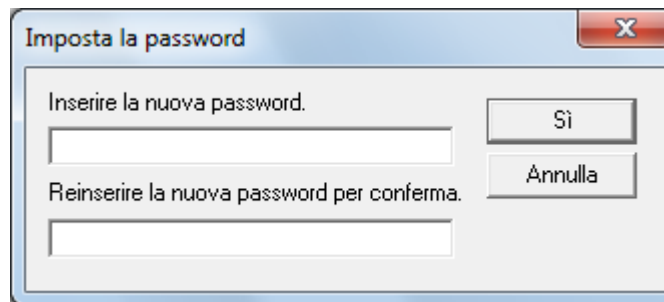 Imposta la password
Inserire la nuova password.
Sì
Annulla
Reinserire la nuova password per conferma.